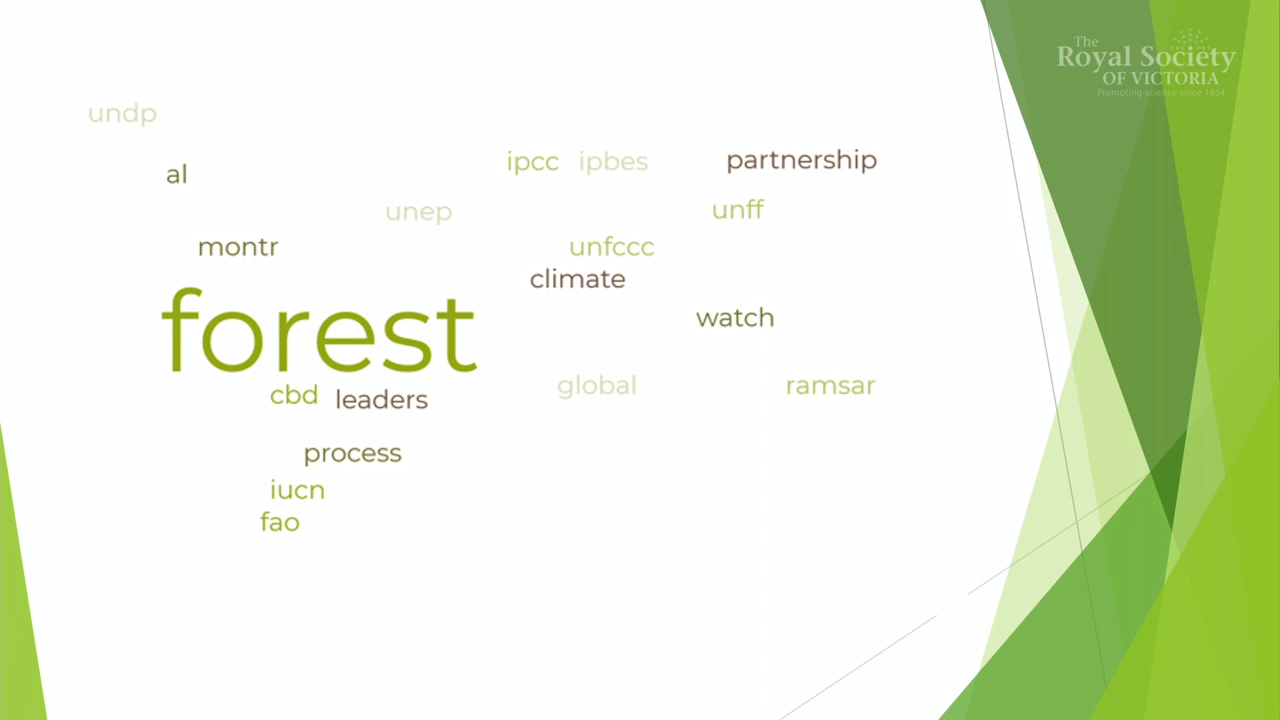 The
Royal Society
OF VICTORIA
Promoting science since 1854
undp
al
ipcc ipbes partnership
unep unff
montr unfccc
climate
forest watch
cbd leaders global ramsar
process
iucn
fao